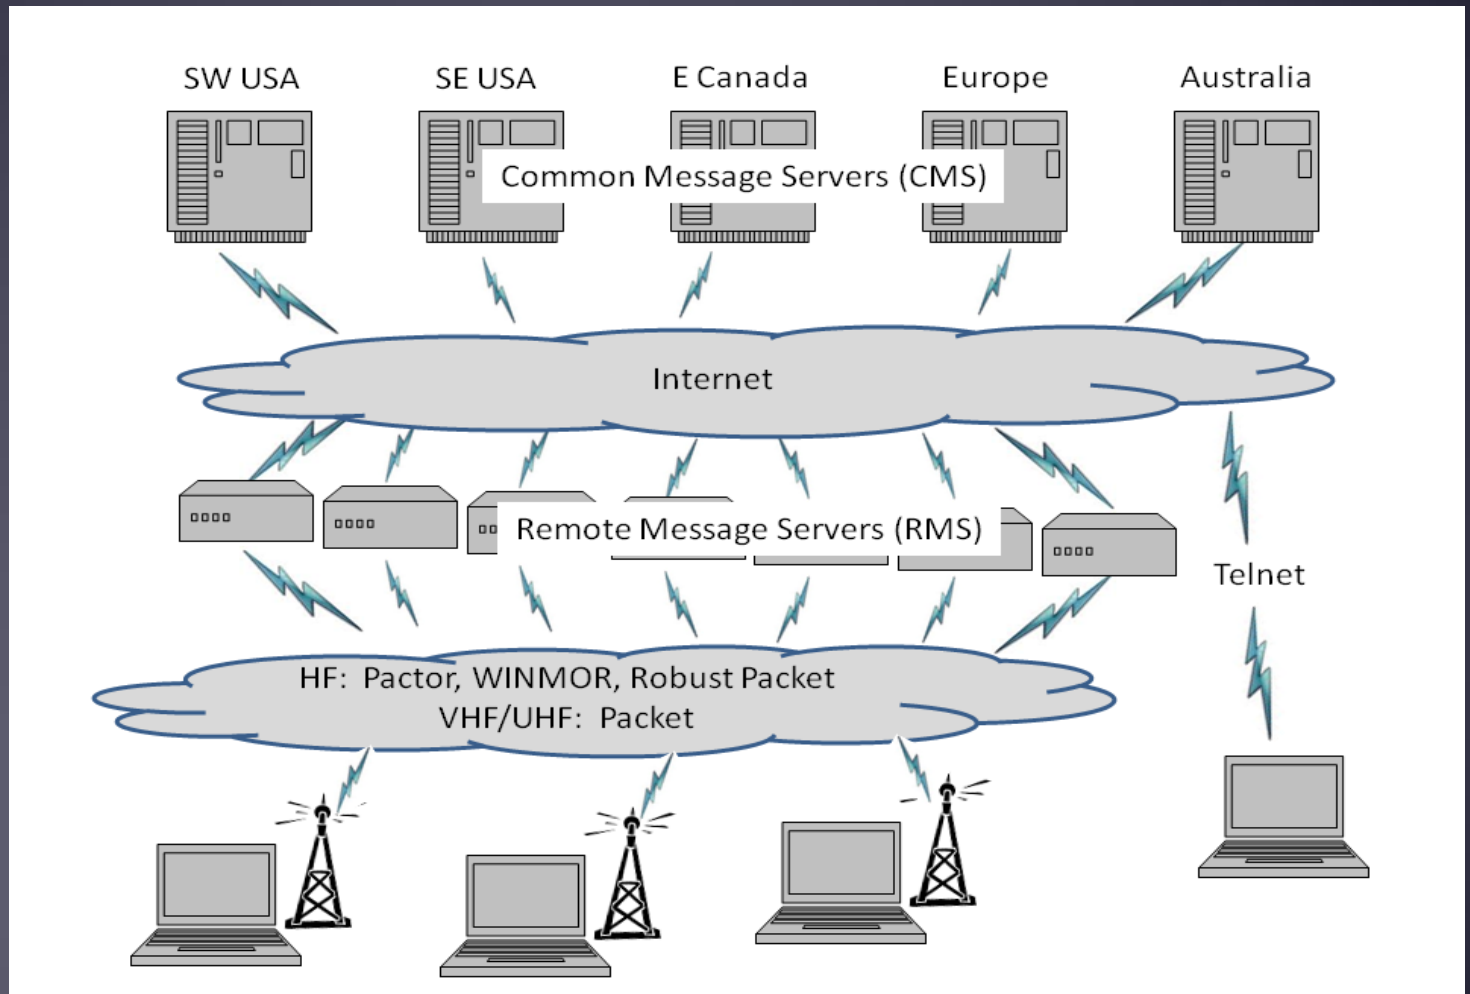 SW USA
SE USA
E Canada
Europe
Australia
Common Message Servers (CMS)
Internet
Remote Message Servers (RMS)
Telnet
HF:  Pactor, WINMOR, Robust Packet
VHF/UHF:  Packet